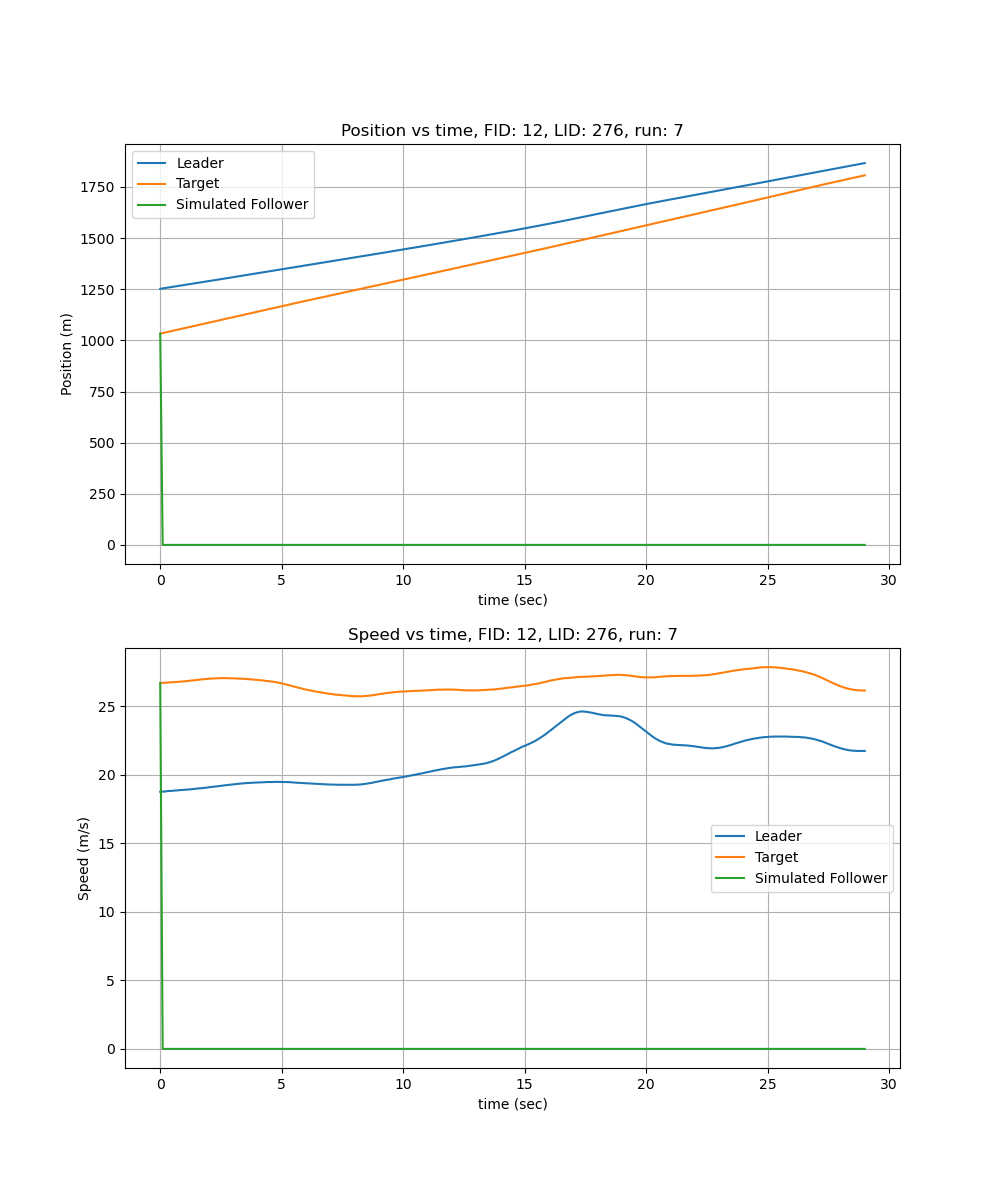 Position vs time, FID: 12, LID: 276, run: 7
Leader
Target
Simulated Follower
Position (m)
1750
1500
1250
1000
750
500
250
0
0 5 10 15 20 25 30
time (sec)
Speed vs time, FID: 12, LID: 276, run: 7
Speed (m/s)
25
20
15
10
5
0
Leader
Target
Simulated Follower
0 5 10 15 20 25 30
time (sec)